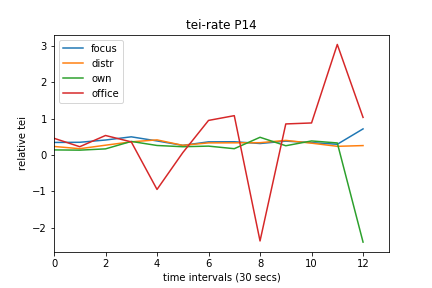 tei-rate P14
focus
distr
own
office
relative tei
3
2
1
0
−1
−2
0 2 4 6 8 10 12
time intervals (30 secs)